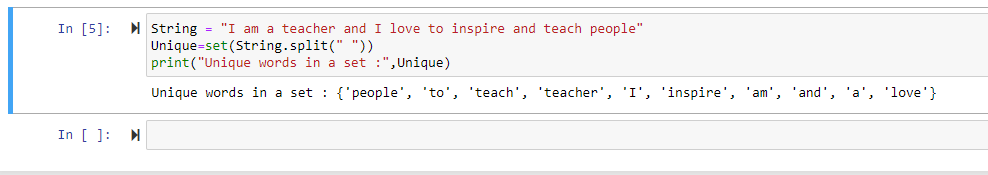 In [5]: String = "I am a teacher and I love to inspire and teach people"
Unique=set(String.split(" "))
print("Unique words in a set :",Unique)
Unique words in a set : {'people', 'to', 'teach', 'teacher', 'I', 'inspire', 'am', 'and', 'a', 'love'}
In [ ]: